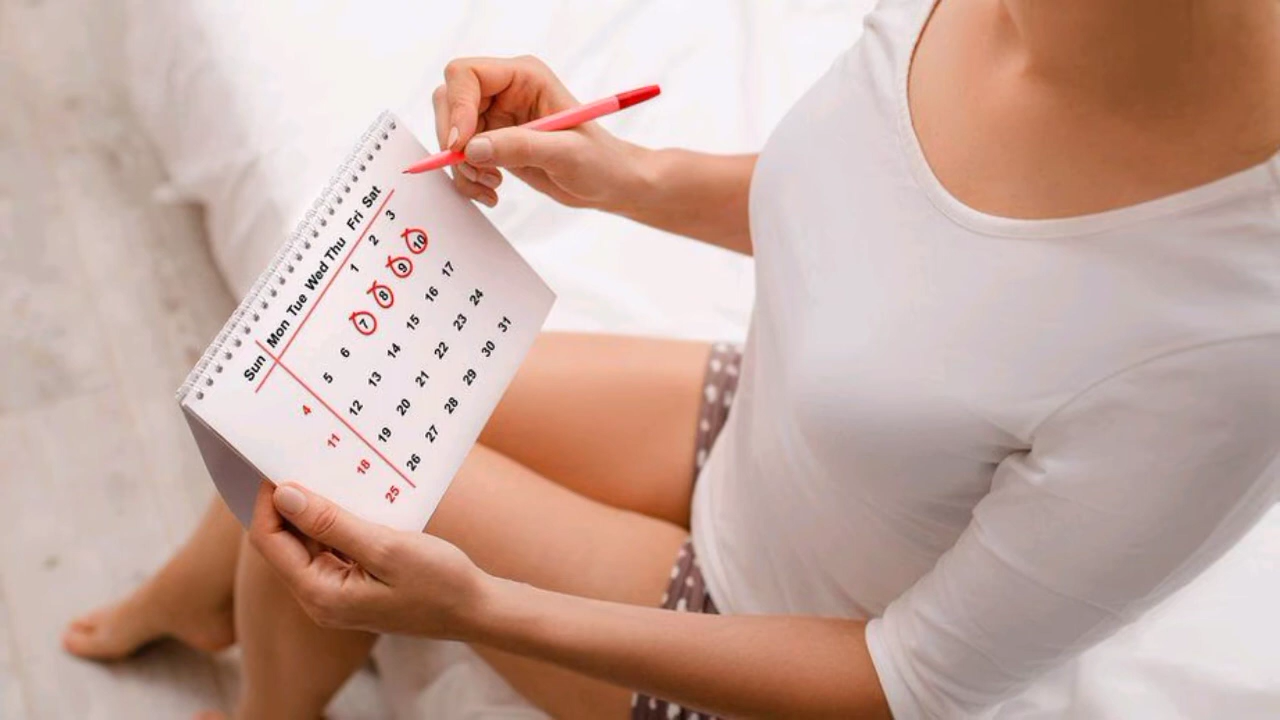 Sun Mon Tue Wed Thu Fri Sat
1 2 3
4 5 6 7 8 9 10
11 12 13 14 15 16 17
18 19 20 21 22 23 24
25 26 27 28 29 30 31